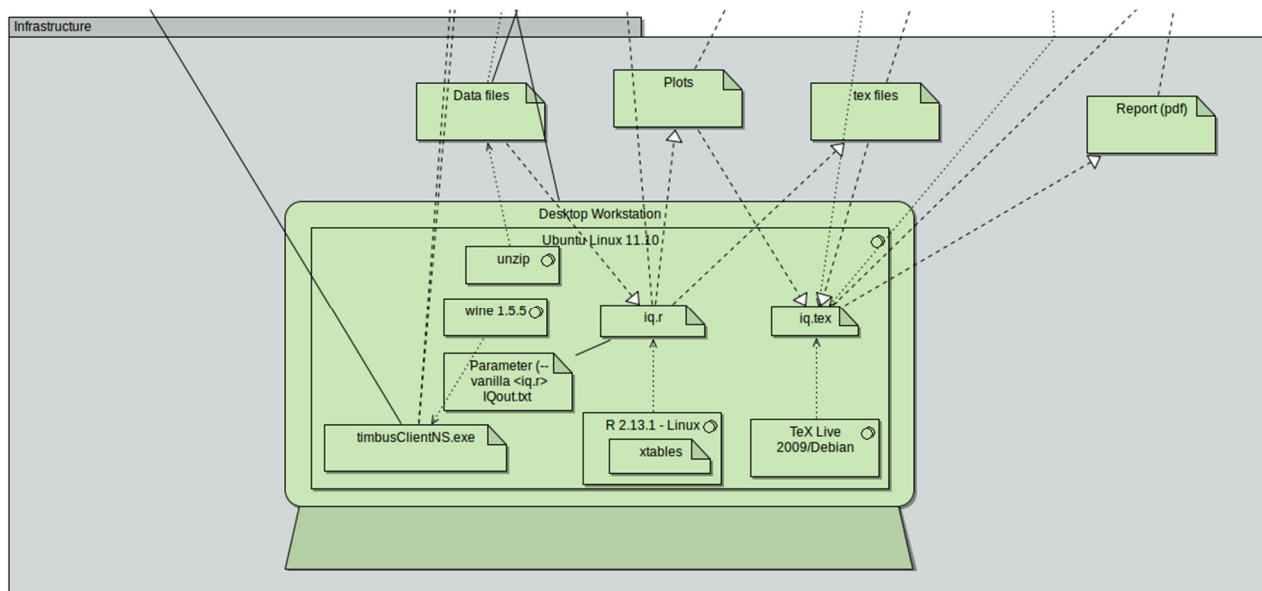 Infrastructure
Data files
Plots
tex files
Report (pdf)
Desktop Workstation
Ubuntu Linux 11.10
unzip
wine 1.5.5
iq.r
iq.tex
Parameter (--
vanilla <iq.r>
IQout.txt
timbusClientNS.exe
R 2.13.1 - Linux
xtables
TeX Live
2009/Debian